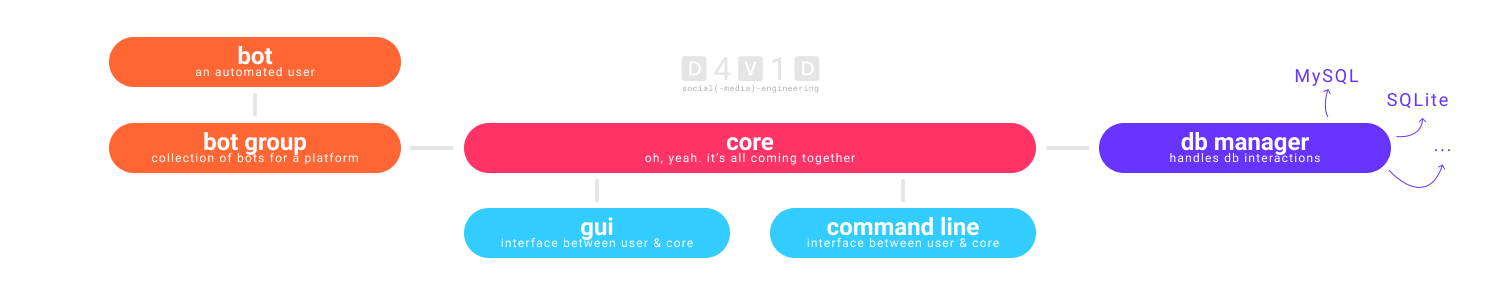 bot
an automated user
D4V1D
social(-media)-engineering
MySQL
SQLite
bot group
collection of bots for a platform
core
oh, yeah. it's all coming together
db manager
handles db interactions
...
gui
interface between user & core
command line
interface between user & core